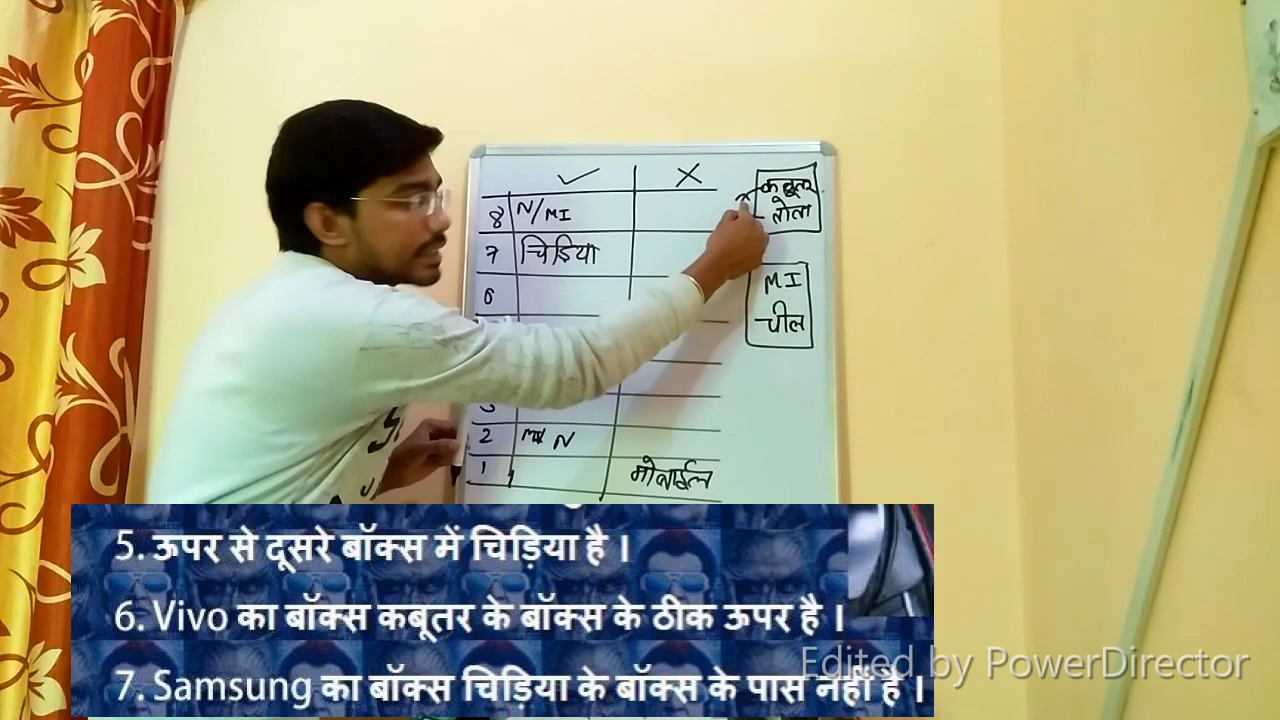 ✓ X
8 N/MI
7 चिडिया
6
3
2 N
1 मोबाईल
कबूतर
तोता
MI
चील
5. ऊपर से दूसरे बॉक्स में चिड़िया है ।
6. Vivo का बॉक्स कबूतर के बॉक्स के ठीक ऊपर है ।
7. Samsung का बॉक्स चिड़िया के बॉक्स के पास नहीं है ।
Edited by PowerDirector